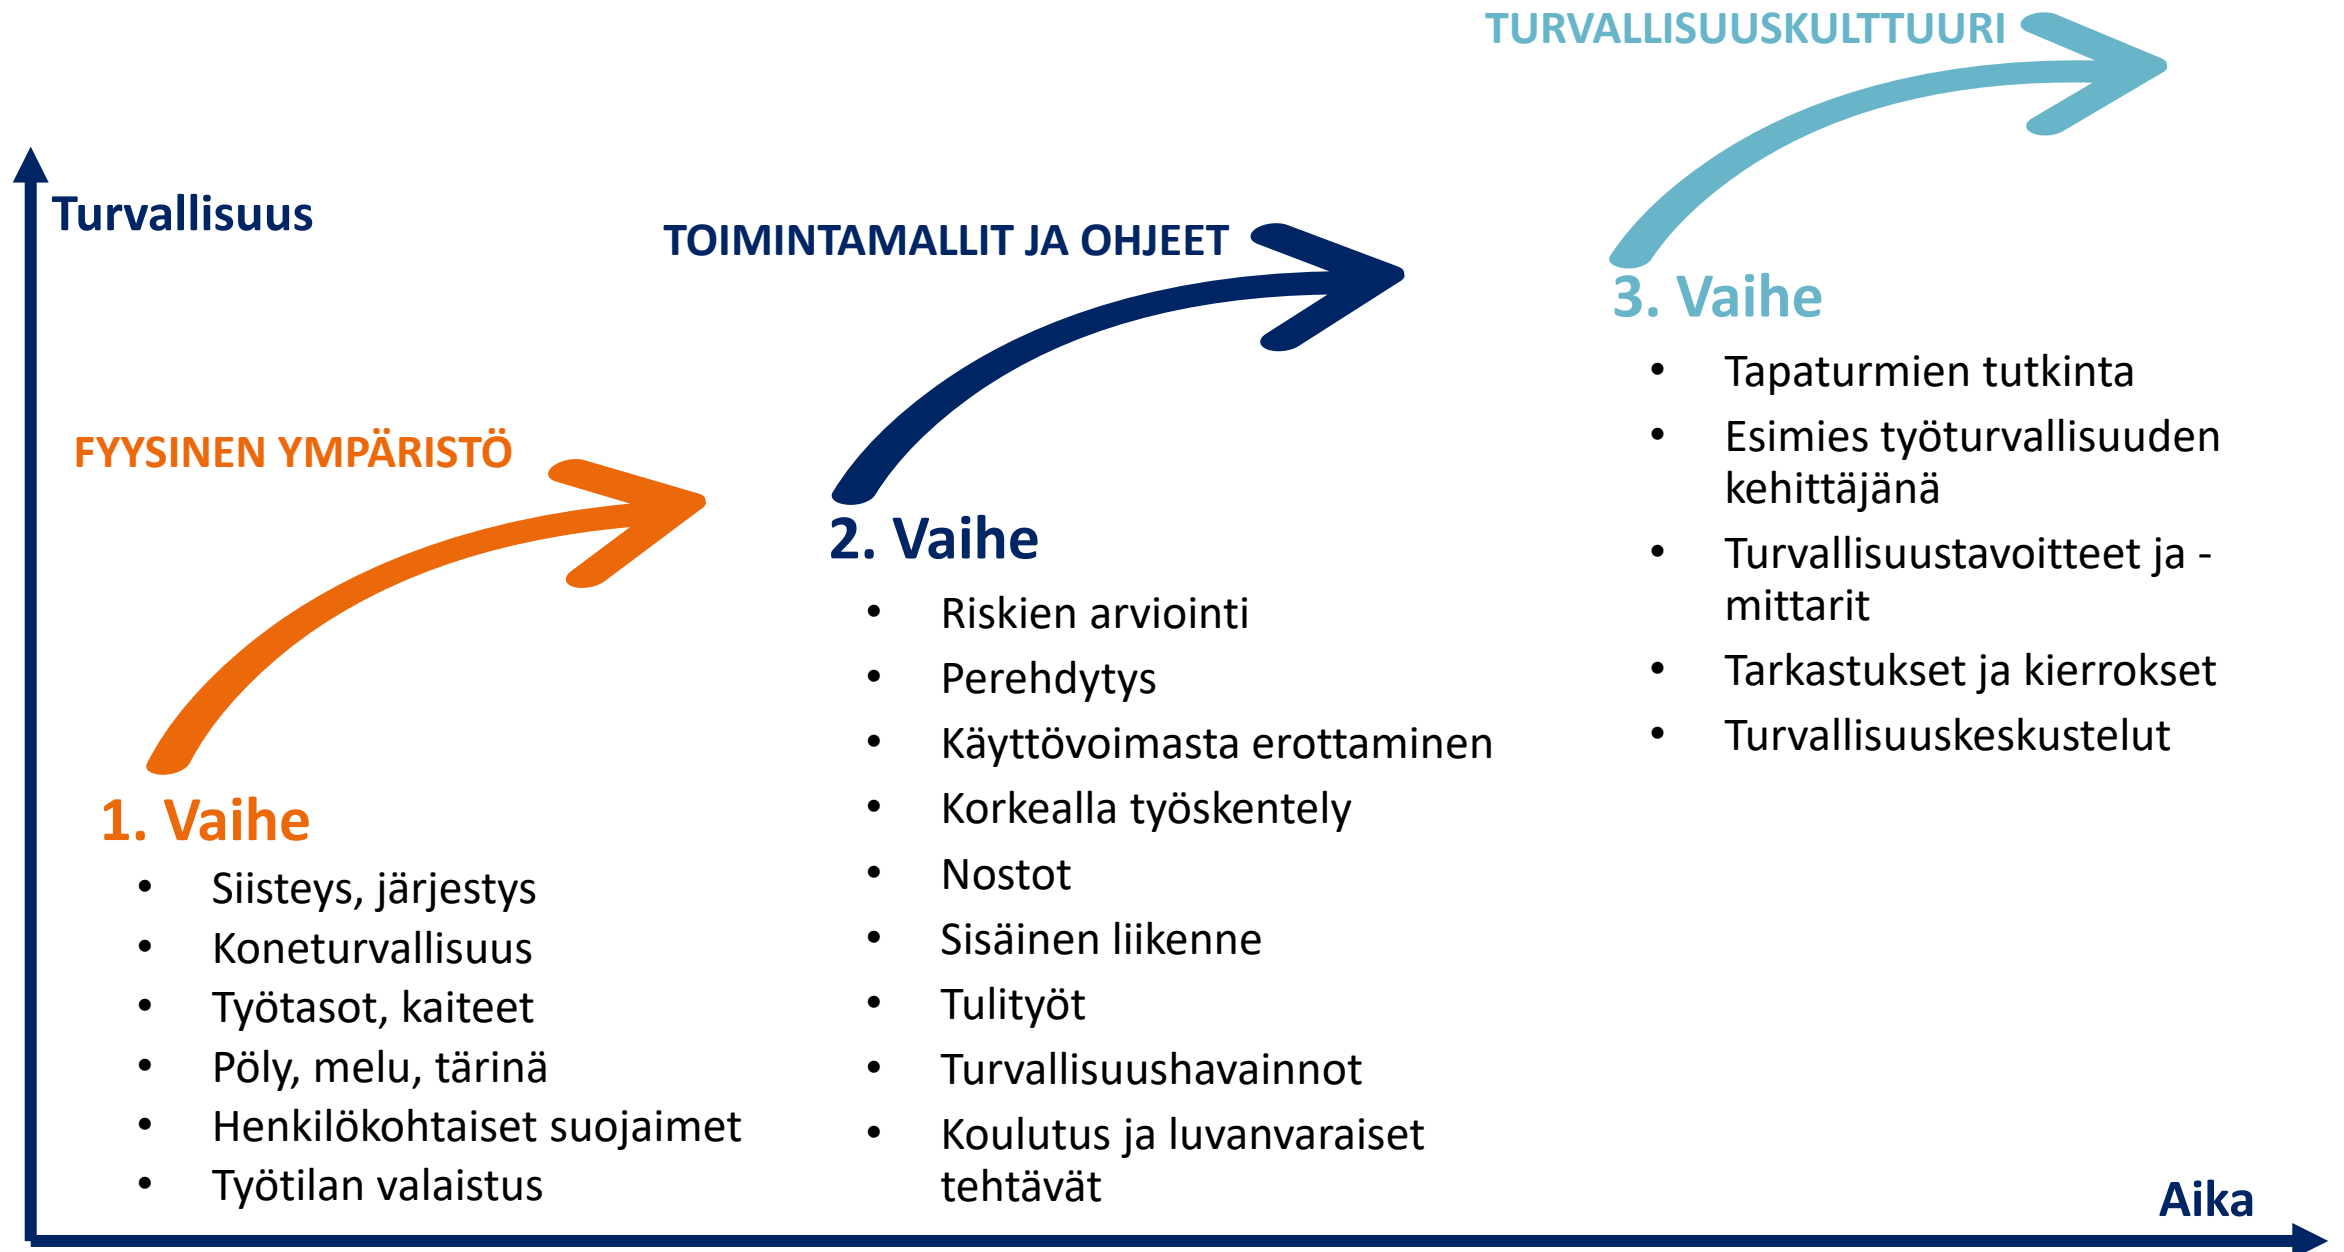 TURVALLISUUSKULTTUURI
Turvallisuus
TOIMINTAMALLIT JA OHJEET
FYYSINEN YMPÄRISTÖ
1. Vaihe
• Siisteys, järjestys
• Koneturvallisuus
• Työtasot, kaiteet
• Pöly, melu, tärinä
• Henkilökohtaiset suojaimet
• Työtilan valaistus
2. Vaihe
• Riskien arviointi
• Perehdytys
• Käyttövoimasta erottaminen
• Korkealla työskentely
• Nostot
• Sisäinen liikenne
• Tulityöt
• Turvallisuushavainnot
• Koulutus ja luvanvaraiset
tehtävät
3. Vaihe
• Tapaturmien tutkinta
• Esimies työturvallisuuden
kehittäjänä
• Turvallisuustavoitteet ja -
mittarit
• Tarkastukset ja kierrokset
• Turvallisuuskeskustelut
Aika